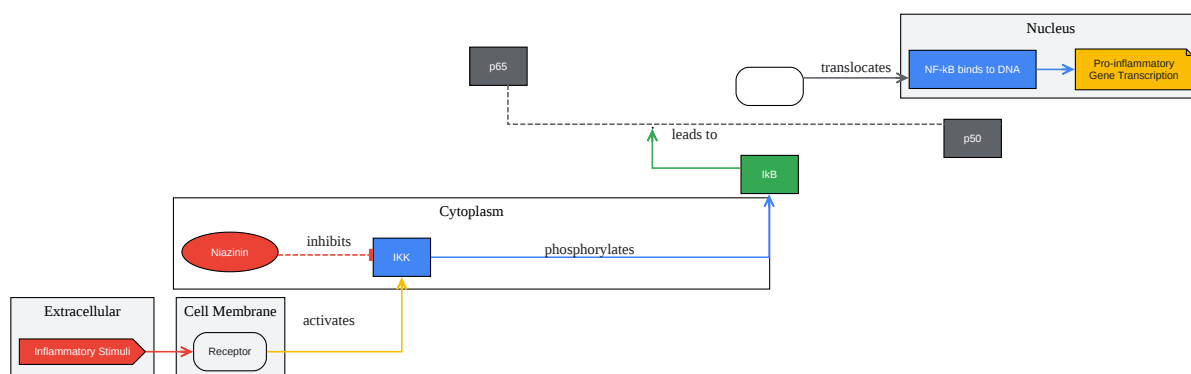 Nucleus
p65
translocates
NF-kB binds to DNA
Pro-inflammatory
Gene Transcription
leads to
p50
IkB
Cytoplasm
inhibits
Niazinin
IKK
phosphorylates
Extracellular
Cell Membrane
activates
Inflammatory Stimuli
Receptor